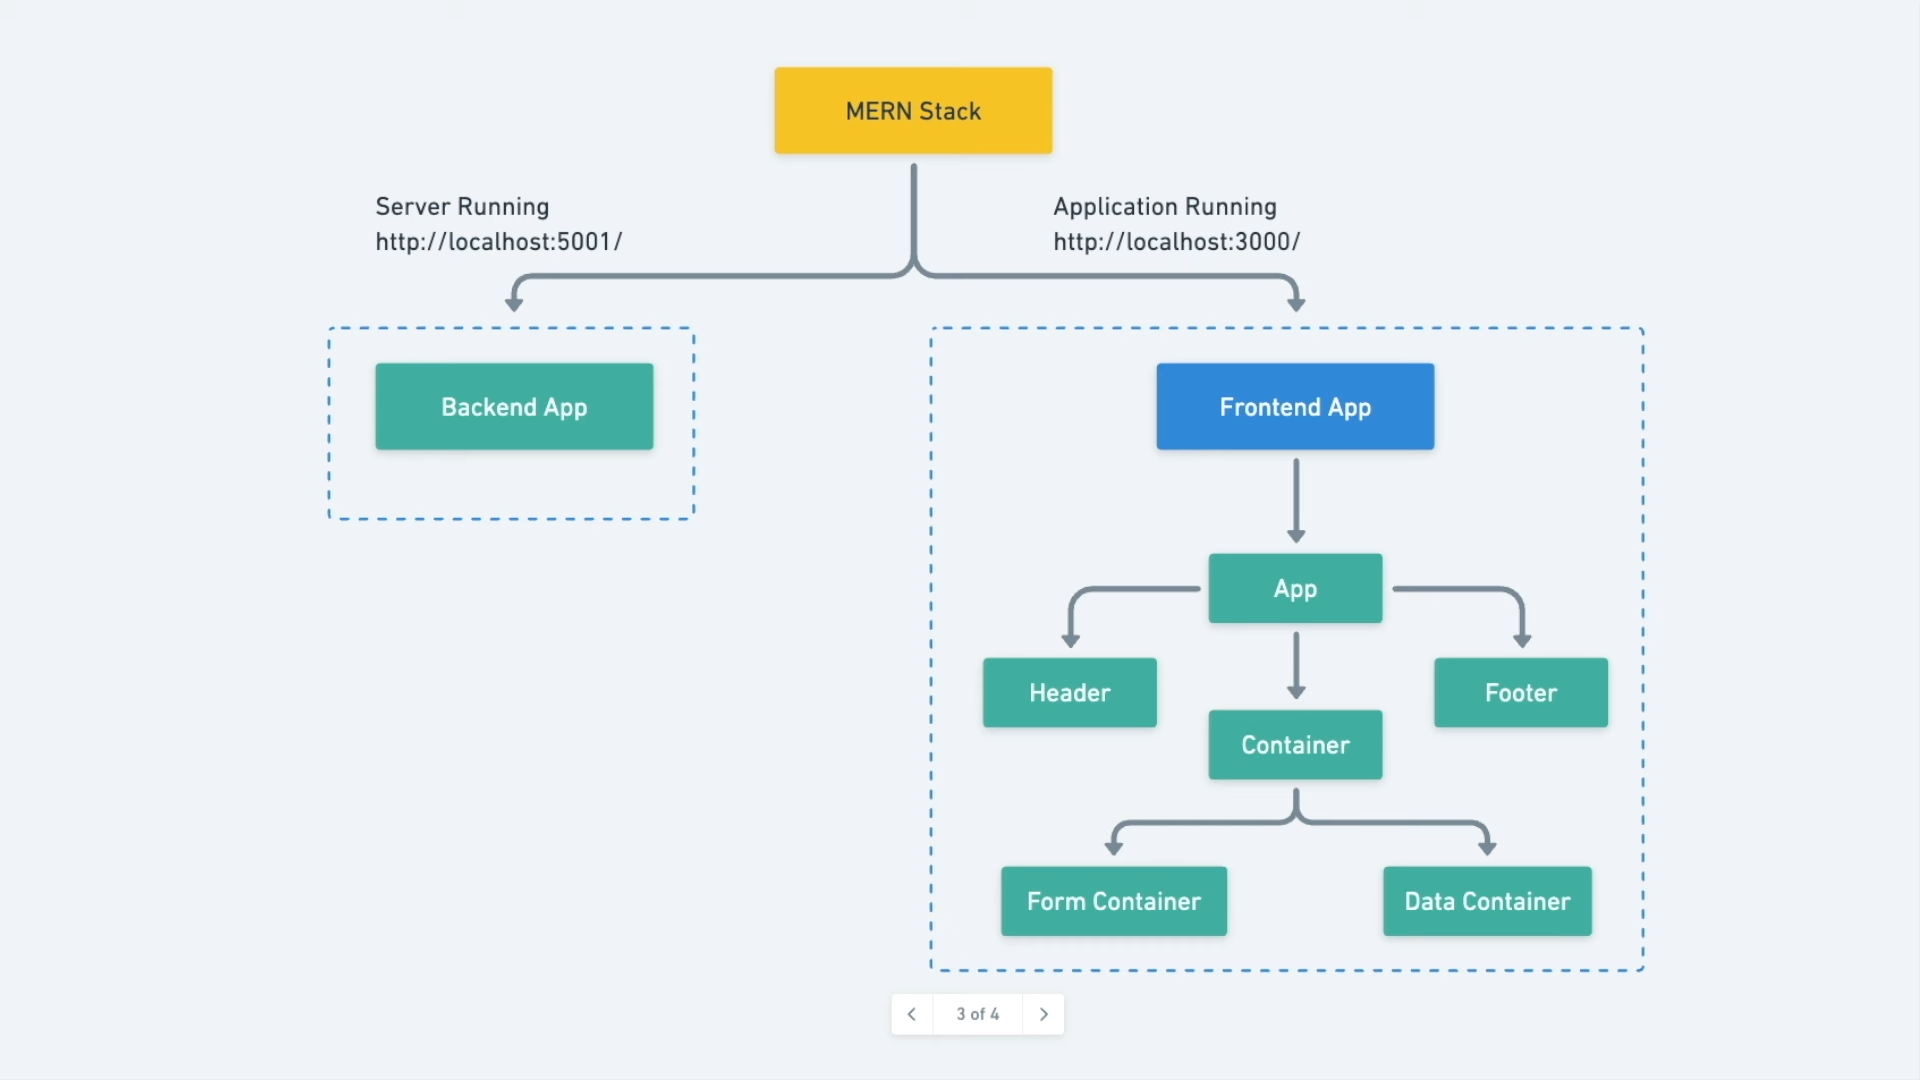 MERN Stack
Server Running
http://localhost:5001/
Application Running
http://localhost:3000/
Backend App
Frontend App
App
Header
Footer
Container
Form Container
Data Container
3 of 4